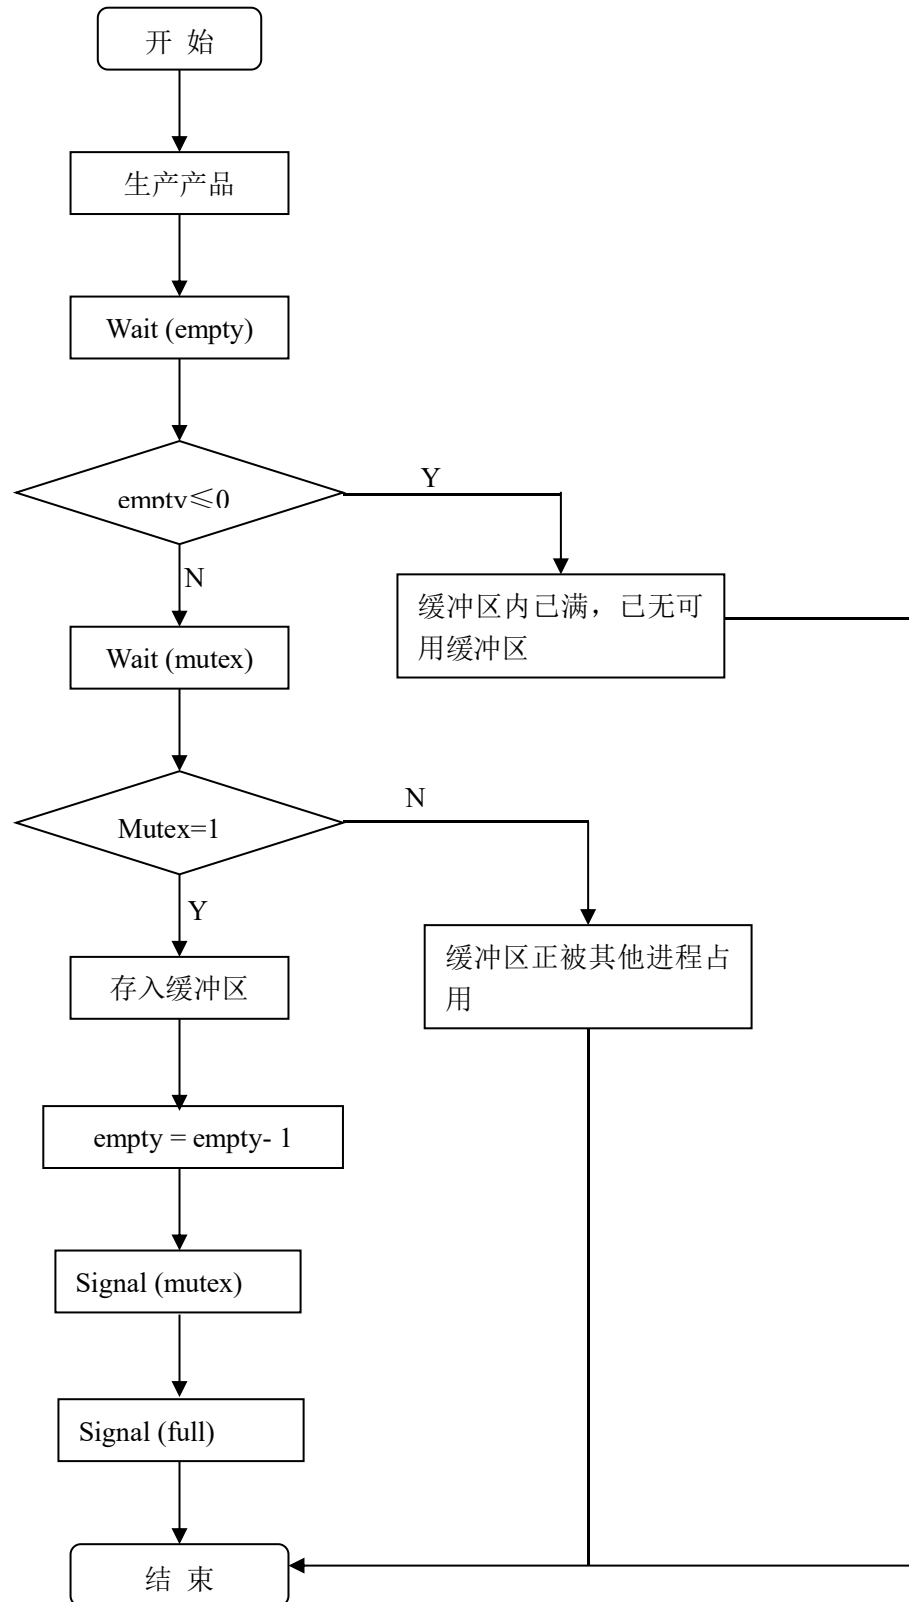 开 始
生产产品
Wait (empty)
empty≤0
Y
N
缓冲区内已满，已无可
用缓冲区
Wait (mutex)
Mutex=1
N
Y
缓冲区正被其他进程占
用
存入缓冲区
empty = empty- 1
Signal (mutex)
Signal (full)
结 束